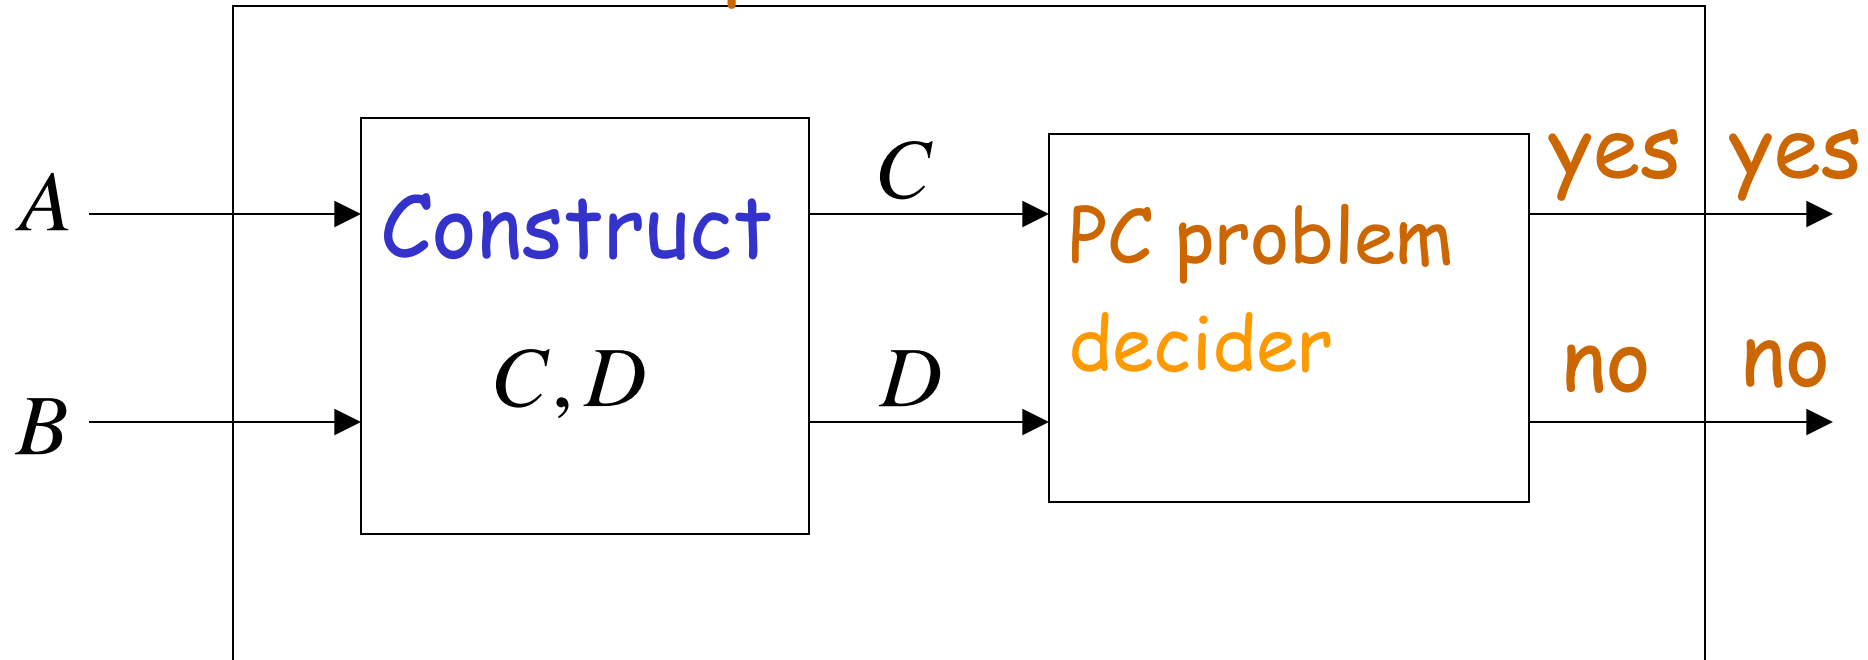 A
B
Construct
C, D
C
D
PC problem
decider
yes yes
no no